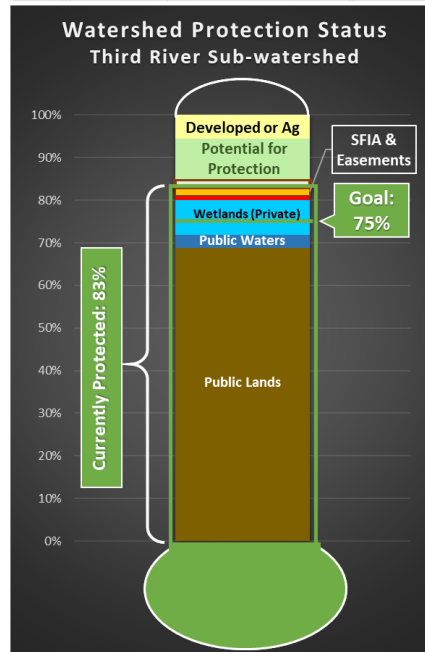 Watershed Protection Status
Third River Sub-watershed
100%
90%
80%
70%
60%
50%
40%
30%
20%
10%
0%
Developed or Ag
Potential for
Protection
SFIA &
Easements
Wetlands (Private)
Goal:
75%
Public Waters
Currently Protected: 83%
Public Lands